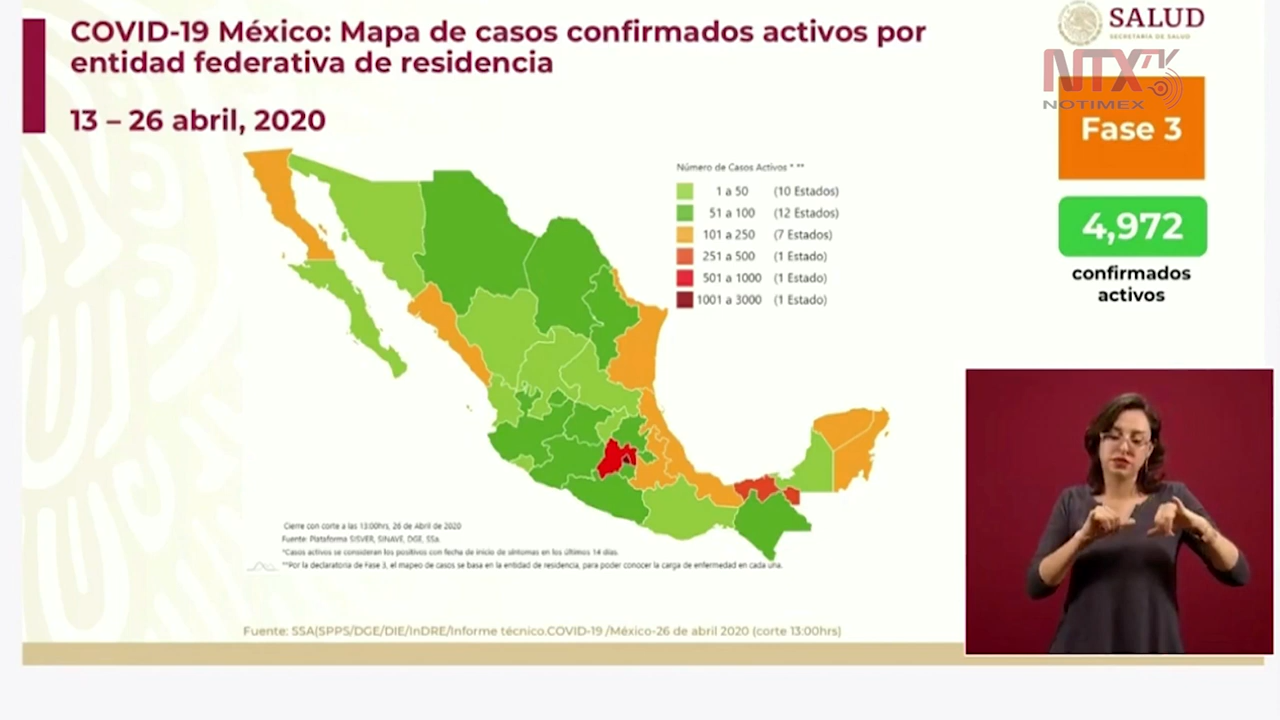 COVID-19 México: Mapa de casos confirmados activos por
entidad federativa de residencia
13 – 26 abril, 2020
SALUD
SECRETARÍA DE SALUD
NTX
NOTIMEX
Fase 3
4,972
confirmados
activos
Número de Casos Activos * **
1 a 50 (10 Estados)
51 a 100 (12 Estados)
101 a 250 (7 Estados)
251 a 500 (1 Estado)
501 a 1000 (1 Estado)
1001 a 3000 (1 Estado)
Cierre con corte a las 13:00hrs, 26 de Abril de 2020
Fuente: Plataforma SISVER, SINAVE, DGE, SSa.
*Casos activos se consideran los positivos con fecha de inicio de síntomas en los últimos 14 días.
**Por la declaratoria de Fase 3, el mapeo de casos se basa en la entidad de residencia, para poder conocer la carga de enfermedad en cada una.
Fuente: SSA(SPPS/DGE/DIE/InDRE/Informe técnico.COVID-19 /México-26 de abril 2020 (corte 13:00hrs)